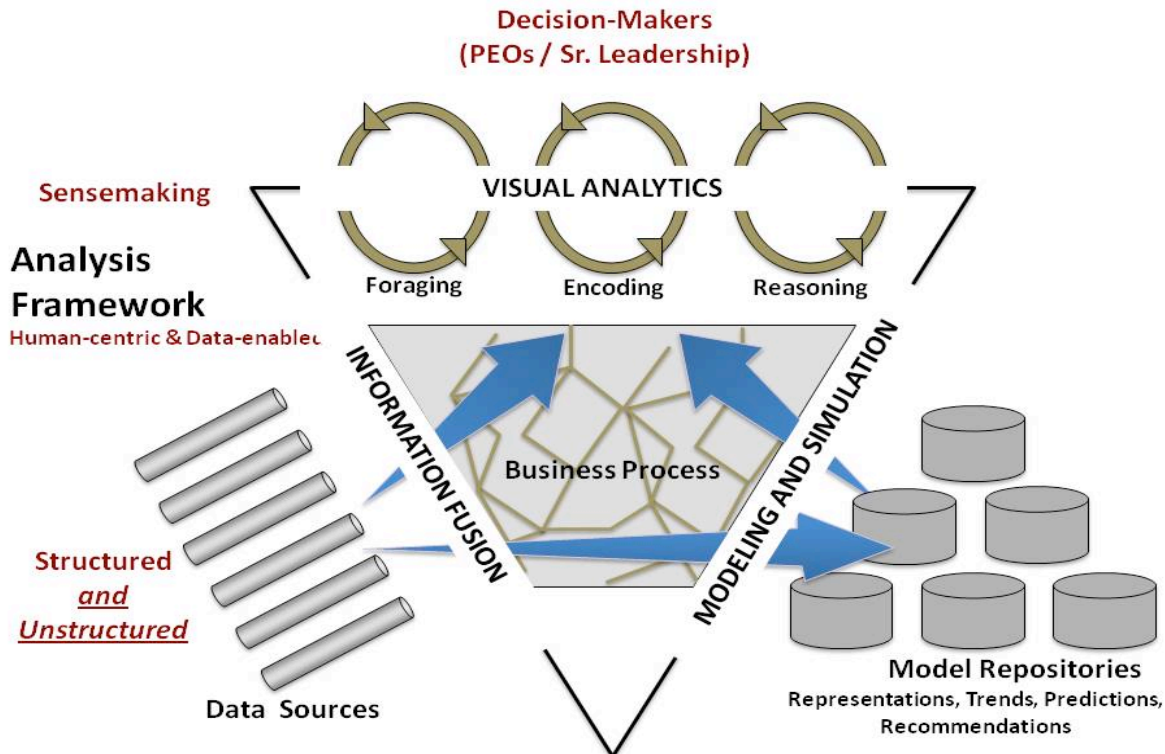 Decision-Makers
(PEOs / Sr. Leadership)
Sensemaking
VISUAL ANALYTICS
Analysis
Framework
Human-centric & Data-enabled
Foraging
Encoding
Reasoning
INFORMATION FUSION
Business Process
MODELING AND SIMULATION
Structured
and
Unstructured
Data Sources
Model Repositories
Representations, Trends, Predictions,
Recommendations